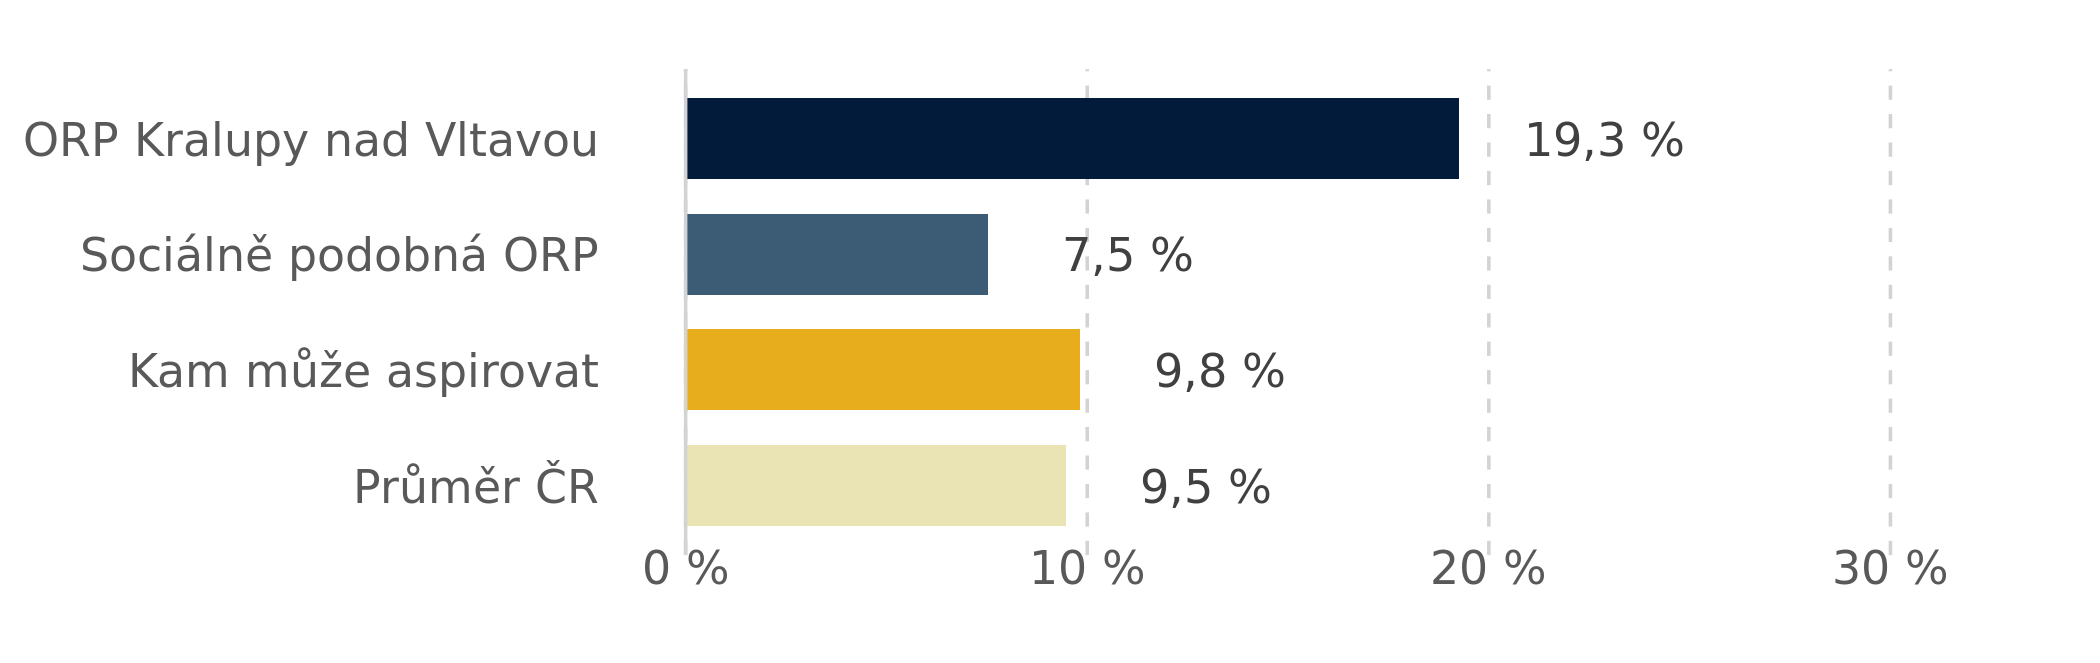 ORP Kralupy nad Vltavou 19,3 %
Sociálně podobná ORP 7,5 %
Kam může aspirovat 9,8 %
Průměr ČR 9,5 %
0 % 10 % 20 % 30 %